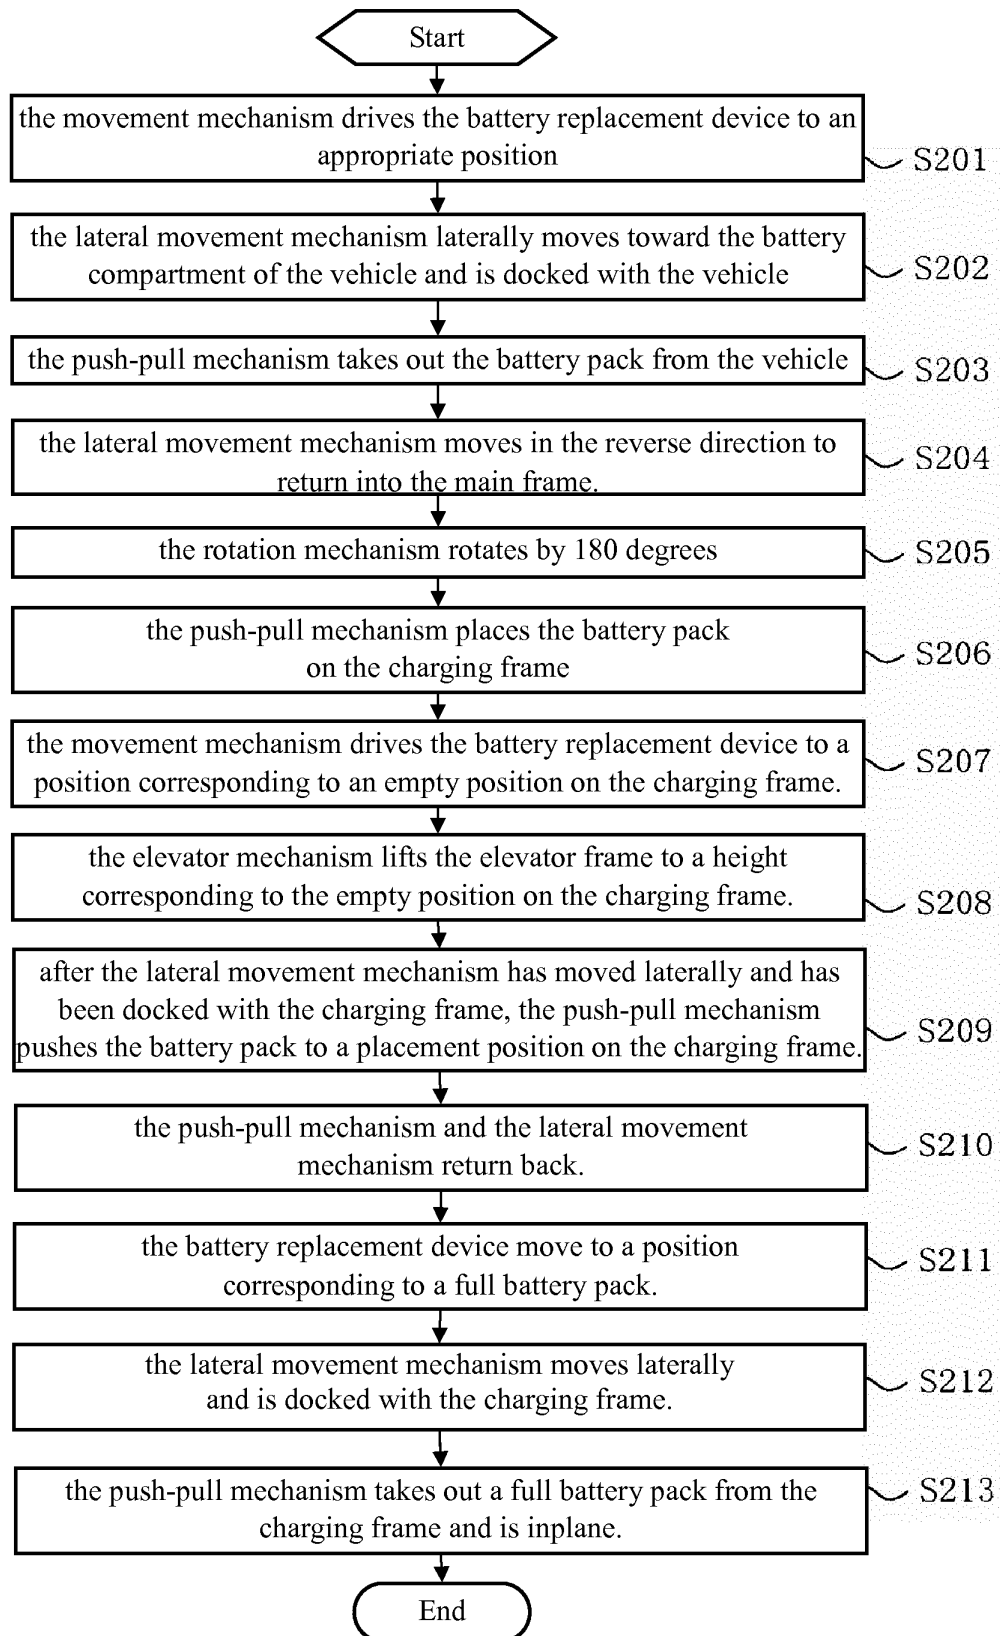 Start
the movement mechanism drives the battery replacement device to an
appropriate position
S201
the lateral movement mechanism laterally moves toward the battery
compartment of the vehicle and is docked with the vehicle
S202
the push-pull mechanism takes out the battery pack from the vehicle
S203
the lateral movement mechanism moves in the reverse direction to
return into the main frame.
S204
the rotation mechanism rotates by 180 degrees
S205
the push-pull mechanism places the battery pack
on the charging frame
S206
the movement mechanism drives the battery replacement device to a
position corresponding to an empty position on the charging frame.
S207
the elevator mechanism lifts the elevator frame to a height
corresponding to the empty position on the charging frame.
S208
after the lateral movement mechanism has moved laterally and has
been docked with the charging frame, the push-pull mechanism
pushes the battery pack to a placement position on the charging frame.
S209
the push-pull mechanism and the lateral movement
mechanism return back.
S210
the battery replacement device move to a position
corresponding to a full battery pack.
S211
the lateral movement mechanism moves laterally
and is docked with the charging frame.
S212
the push-pull mechanism takes out a full battery pack from the
charging frame and is inplane.
S213
End